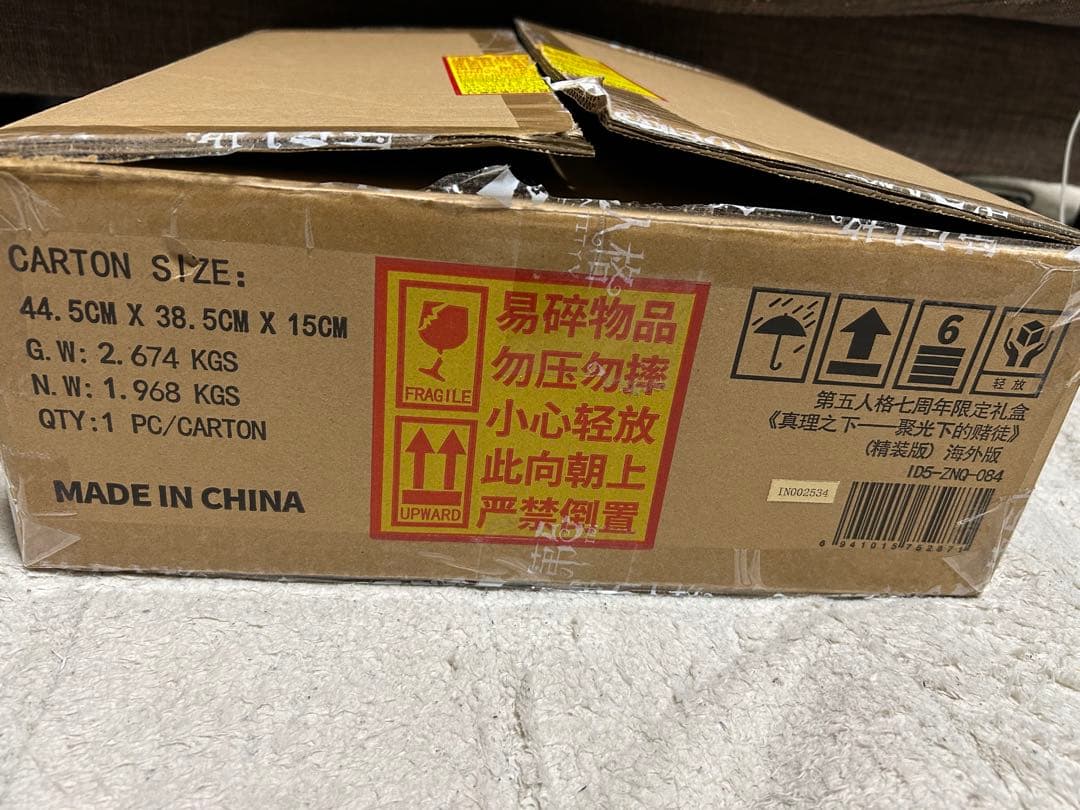 CARTON SIZE:
44.5CM X 38.5CM X 15CM
G.W: 2.674 KGS
N.W: 1.968 KGS
QTY:1 PC/CARTON
MADE IN CHINA
FRAGILE
UPWARD
易碎物品
勿压勿摔
小心轻放
此向朝上
严禁倒置
6
轻放
第五人格七周年限定礼盒
《真理之下——聚光下的赌徒》
(精装版) 海外版
ID5-ZNQ-084
IN002534
6 941015 752871